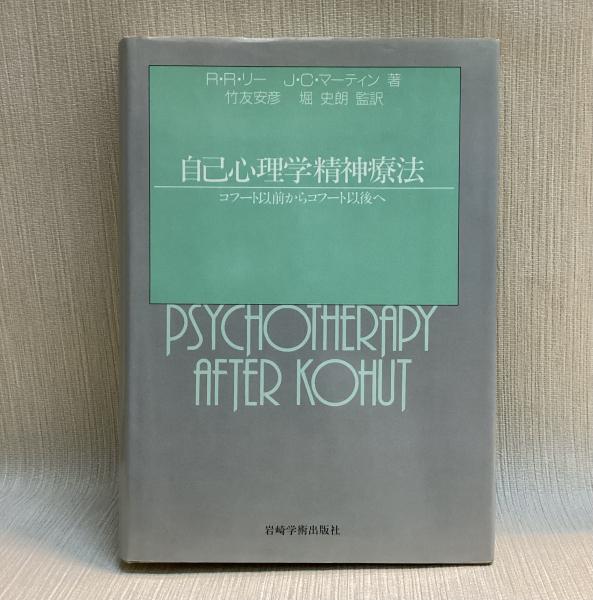 R・R・リー J・C・マーティン 著
竹友安彦 堀 史朗 監訳
自己心理学精神療法
コフート以前からコフート以後へ
PSYCHOTHERAPY
AFTER KOHUT
岩崎学術出版社